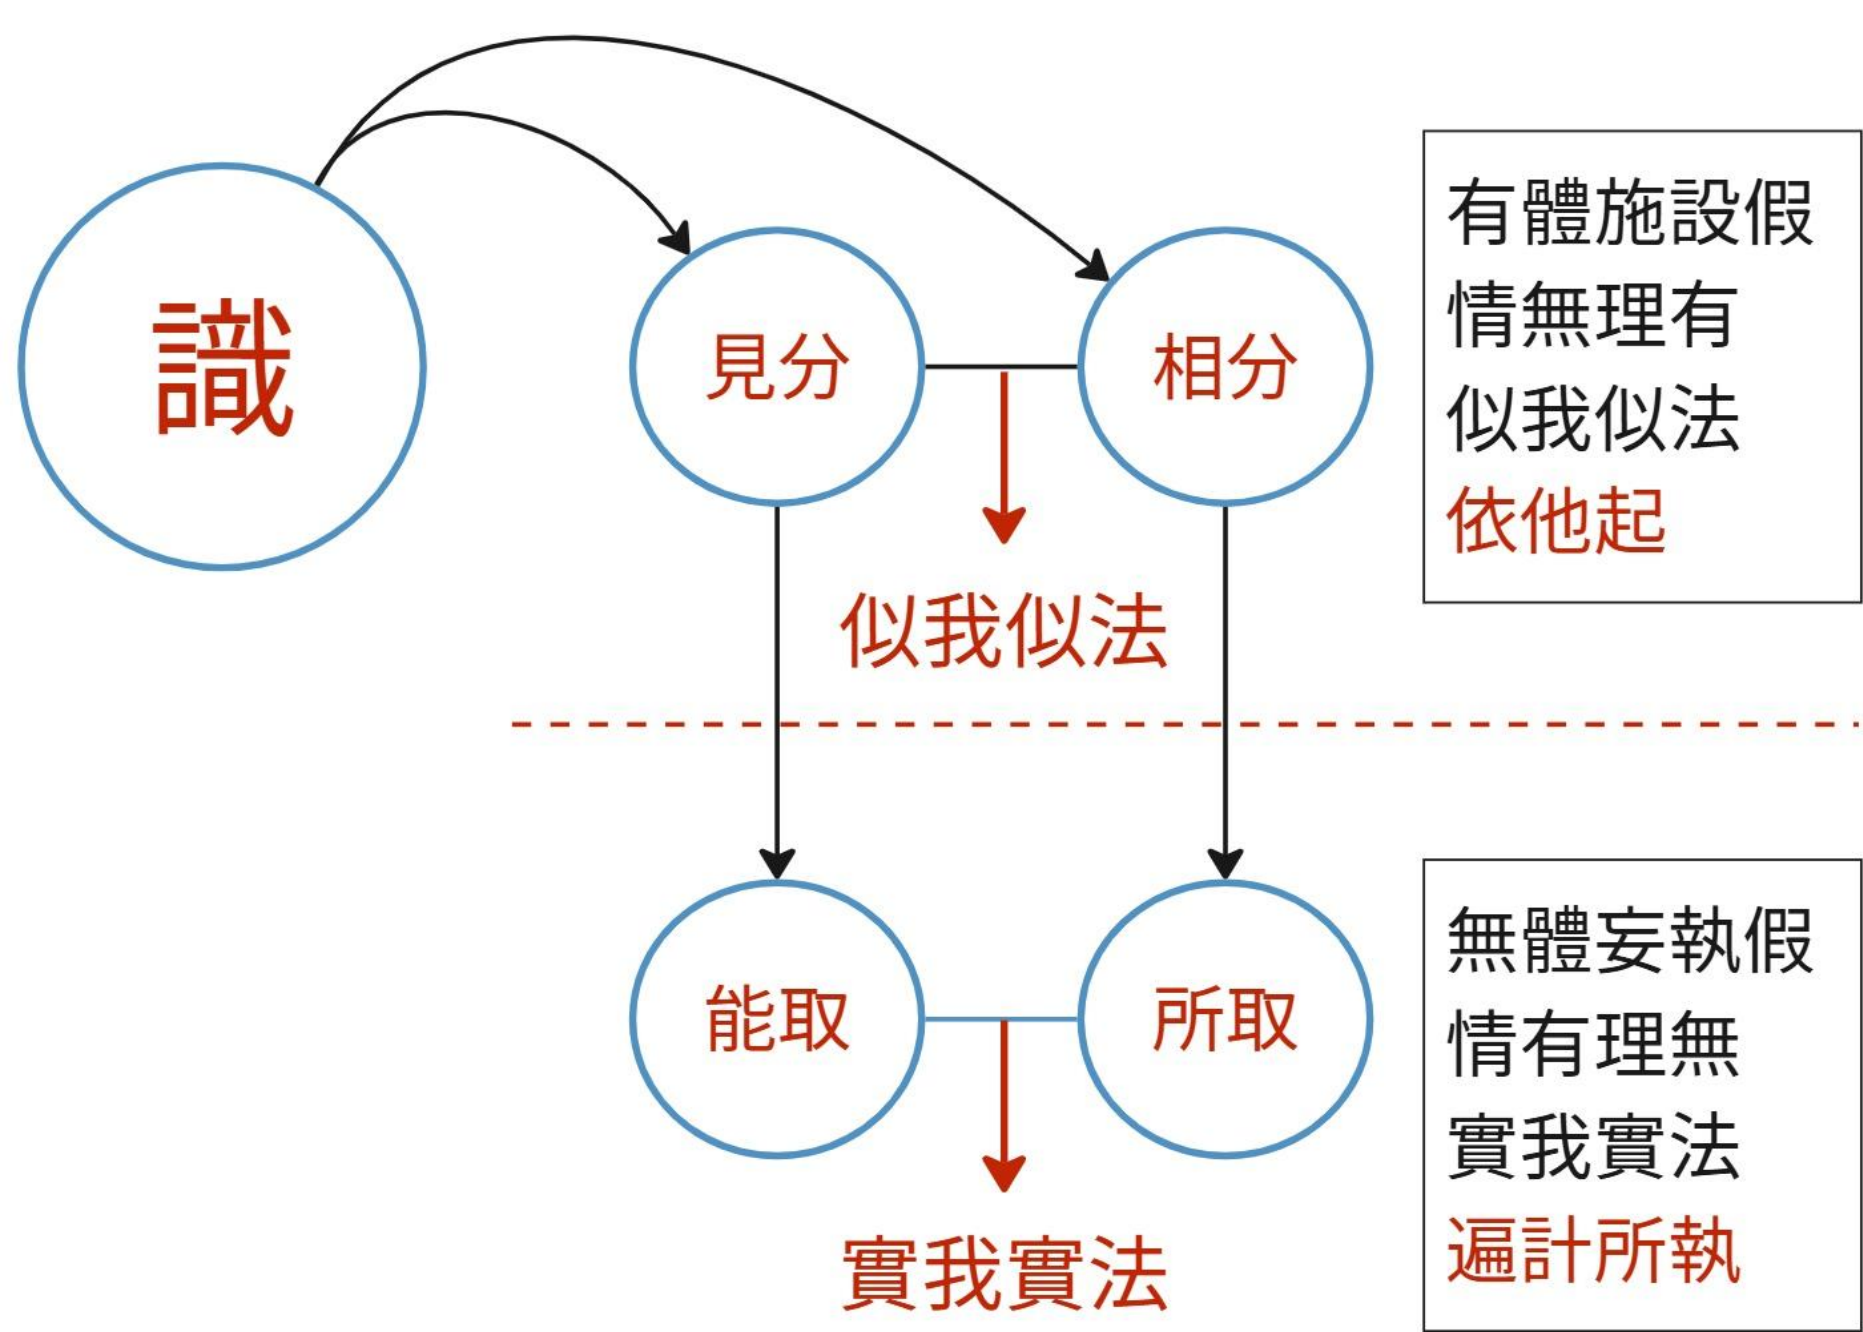 識
見分
相分
似我似法
有體施設假
情無理有
似我似法
依他起
能取
所取
實我實法
無體妄執假
情有理無
實我實法
遍計所執